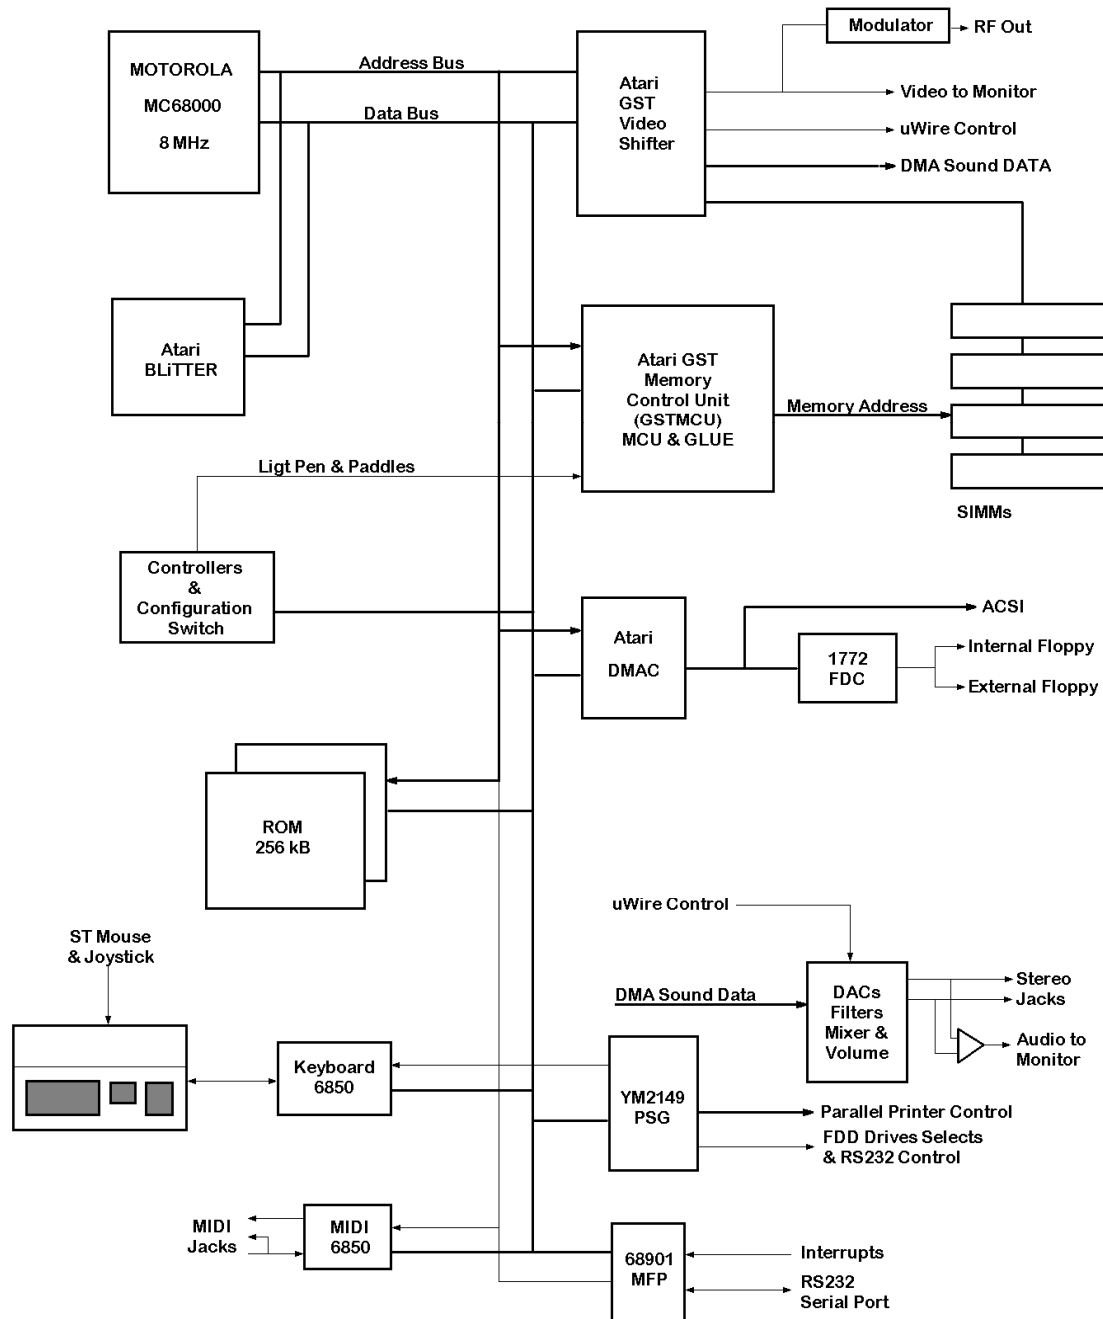 Modulator
RF Out
MOTOROLA
MC68000
8 MHz
Address Bus
Data Bus
Atari
GST
Video
Shifter
Video to Monitor
uWire Control
DMA Sound DATA
Atari
BLiTTER
Atari GST
Memory
Control Unit
(GSTMCU)
MCU & GLUE
Memory Address
SIMMs
Ligt Pen & Paddles
Controllers
&
Configuration
Switch
Atari
DMAC
ACSI
1772
FDC
Internal Floppy
External Floppy
ROM
256 kB
uWire Control
ST Mouse
& Joystick
DMA Sound Data
DACs
Filters
Mixer &
Volume
Stereo
Jacks
Audio to
Monitor
Keyboard
6850
YM2149
PSG
Parallel Printer Control
FDD Drives Selects
& RS232 Control
MIDI
Jacks
MIDI
6850
68901
MFP
Interrupts
RS232
Serial Port